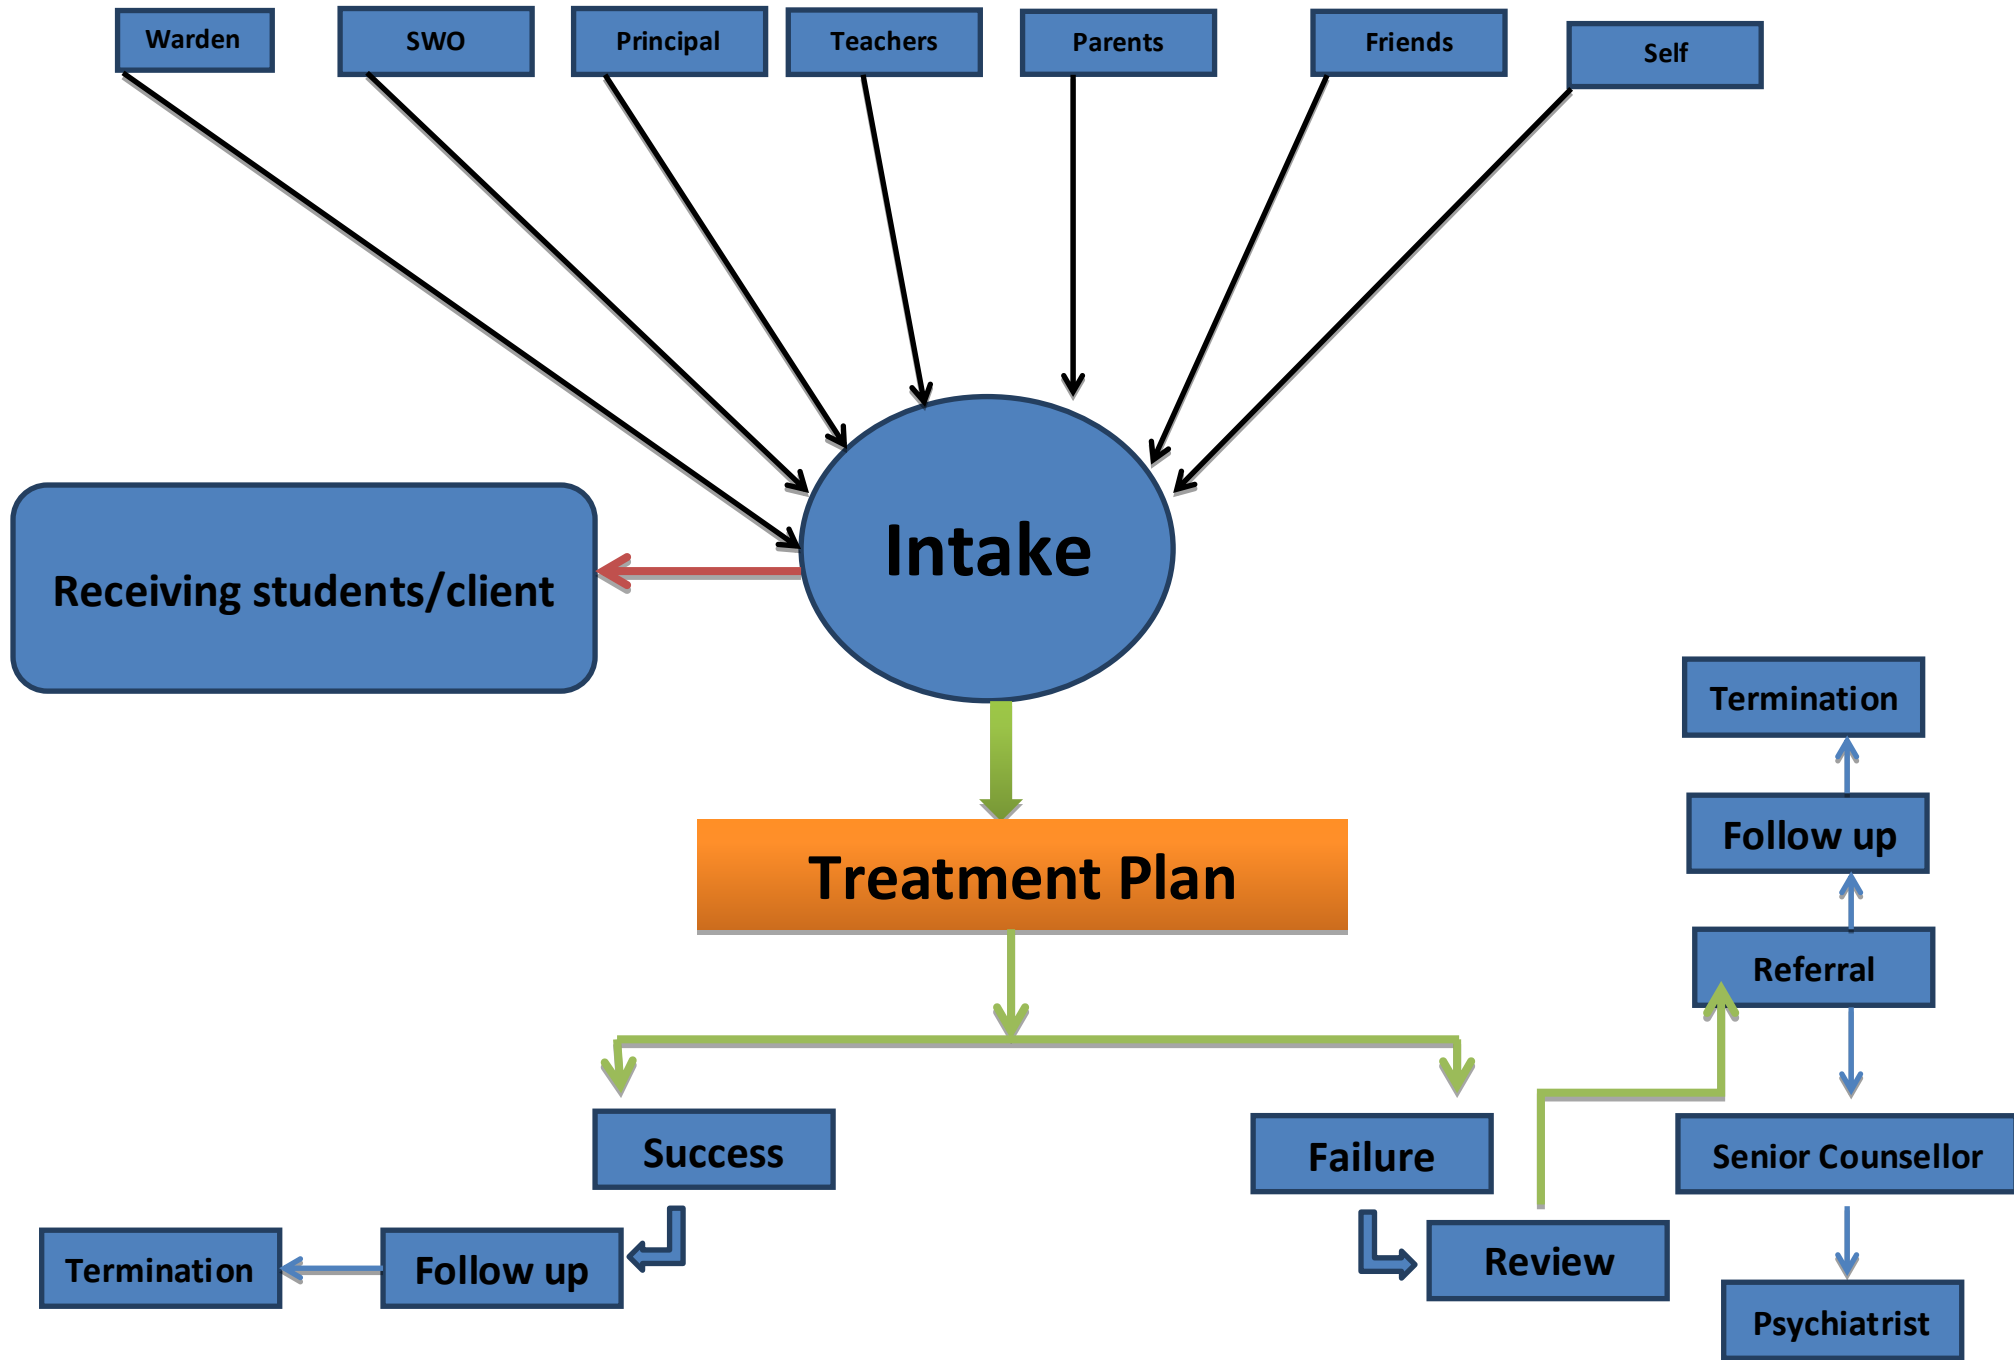 Warden
SWO
Principal
Teachers
Parents
Friends
Self
Intake
Receiving students/client
Termination
Follow up
Treatment Plan
Referral
Success
Failure
Senior Counsellor
Termination
Follow up
Review
Psychiatrist